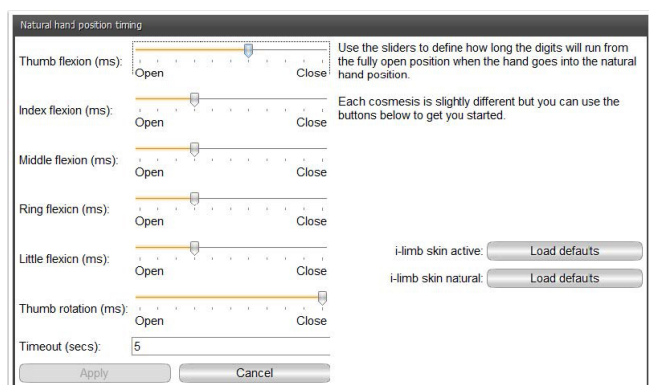 Natural hand position timing
Thumb flexion (ms):
Open Close
Use the sliders to define how long the digits will run from
the fully open position when the hand goes into the natural
hand position.
Index flexion (ms):
Open Close
Each cosmesis is slightly different but you can use the
buttons below to get you started.
Middle flexion (ms):
Open Close
Ring flexicn (ms):
Open Close
Little flexicn (ms):
Open Close
i-limb skin active: Load defaults
i-limb skin natural: Load defaults
Thumb rotation (ms):
Open Close
Timeout (secs): 5
Apply Cancel